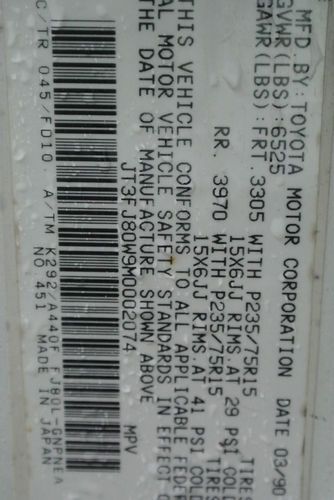 MFD BY:TOYOTA MOTOR CORPORATION DATE 03/90
GVWR(LBS):6525
GAWR(LBS):FRT. 3305 WITH P235/75R15 TIRES
15X6JJ RIMS.AT 29 PSI COLD
RR. 3970 WITH P235/75R15 TIRES
15X6JJ RIMS.AT 41 PSI COLD
THIS VEHICLE CONFORMS TO ALL APPLICABLE FEDE
AL MOTOR VEHICLE SAFETY STANDARDS IN EFFECT O
THE DATE OF MANUFACTURE SHOWN ABOVE
JT3FJ80W9M0002074 MPV
C/TR 045/FD10 A/TM K292/A440F FJ80L-GNPNEA
NO.451 MADE IN JAPAN